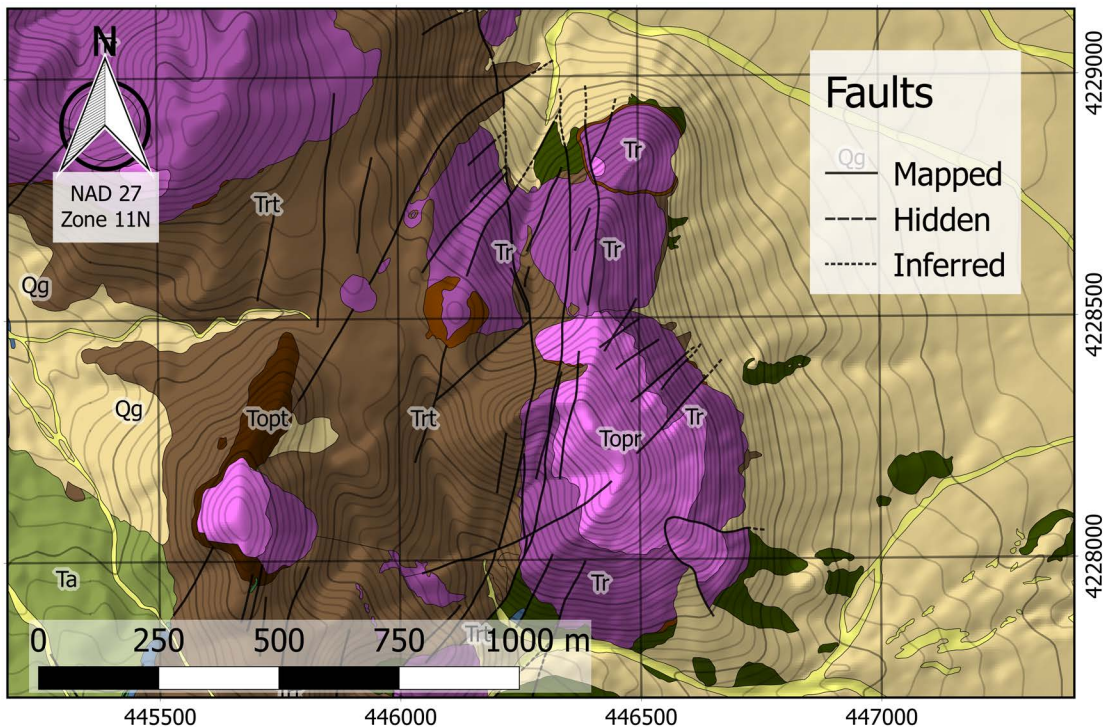 N
NAD 27
Zone 11N
Faults
Mapped
Hidden
Inferred
Qg
Tr
Trt
Tr
Tr
Qg
Qg
Topt
Trt
Tr
Topr
Ta
Tr
Trt
0 250 500 750 1000 m
445500 446000 446500 447000
4229000
4228500
4228000